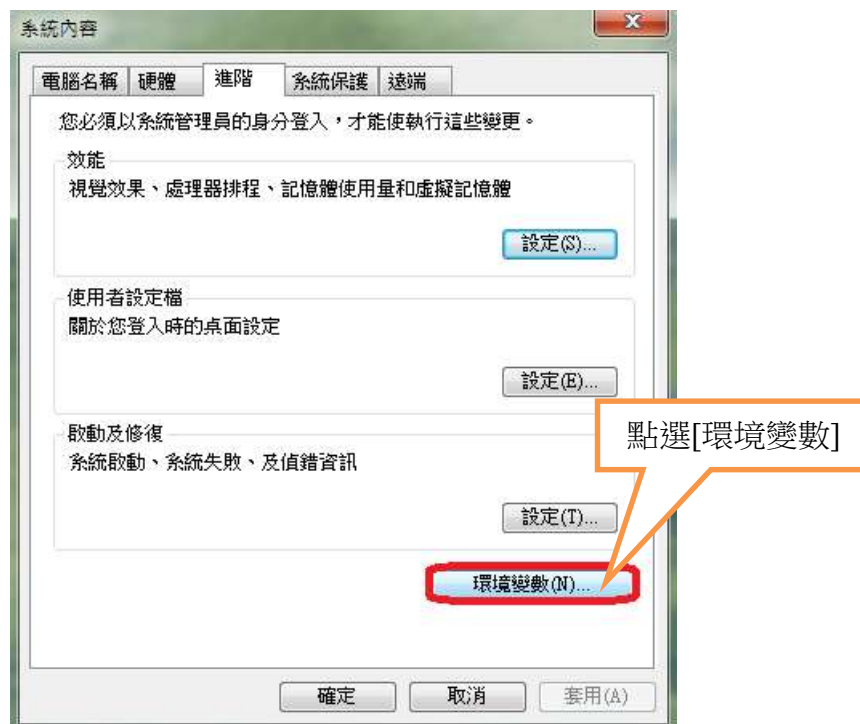 系統內容
電腦名稱 硬體 進階 系統保護 遠端
您必須以系統管理員的身分登入，才能使執行這些變更。
效能
視覺效果、處理器排程、記憶體使用量和虛擬記憶體
設定(S)...
使用者設定檔
關於您登入時的桌面設定
設定(E)...
啟動及修復
系統啟動、系統失敗、及偵錯資訊
設定(T)...
點選[環境變數]
環境變數(N)...
確定 取消 套用(A)